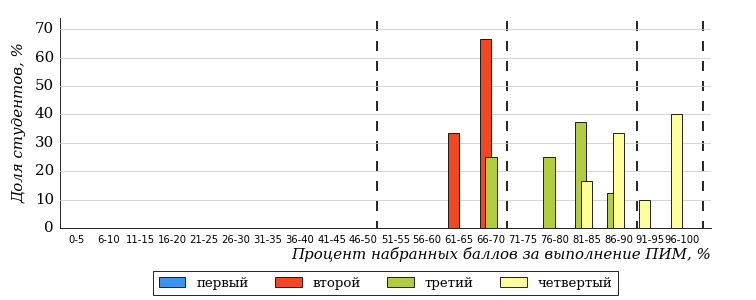 Доля студентов, %
70
60
50
40
30
20
10
0
0-5 6-10 11-15 16-20 21-25 26-30 31-35 36-40 41-45 46-50 51-55 56-60 61-65 66-70 71-75 76-80 81-85 86-90 91-95 96-100
Процент набранных баллов за выполнение ПИМ, %
первый второй третий четвертый